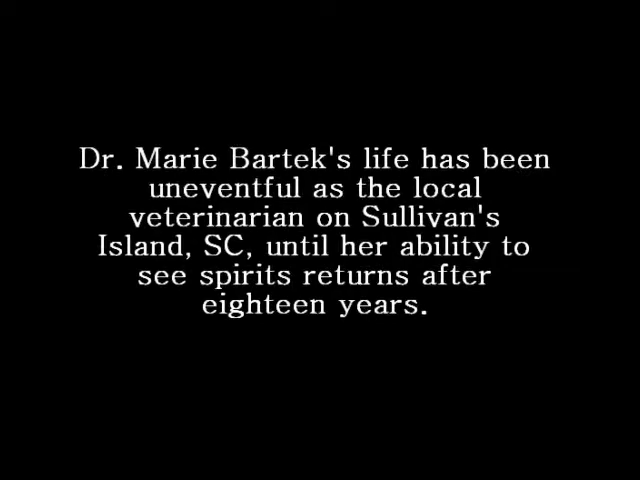 Dr. Marie Bartek's life has been
uneventful as the local
veterinarian on Sullivan's
Island, SC, until her ability to
see spirits returns after
eighteen years.